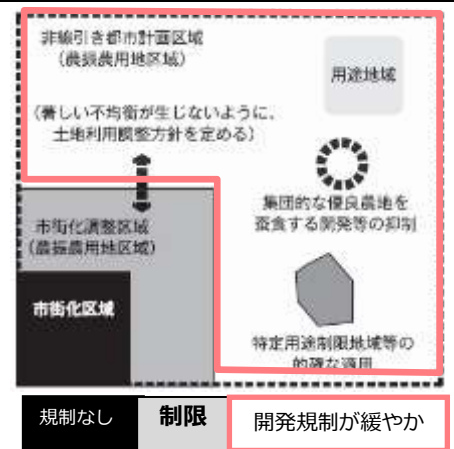 非線引き都市計画区域
(農振農用地区域)
用途地域
(著しい不均衡が生じないように、
土地利用調整方針を定める)
集団的な優良農地を
蚕食する開発等の抑制
市街化調整区域
(農振農用地区域)
市街化区域
特定用途制限地域等の
的確な適用
規制なし
制限
開発規制が緩やか